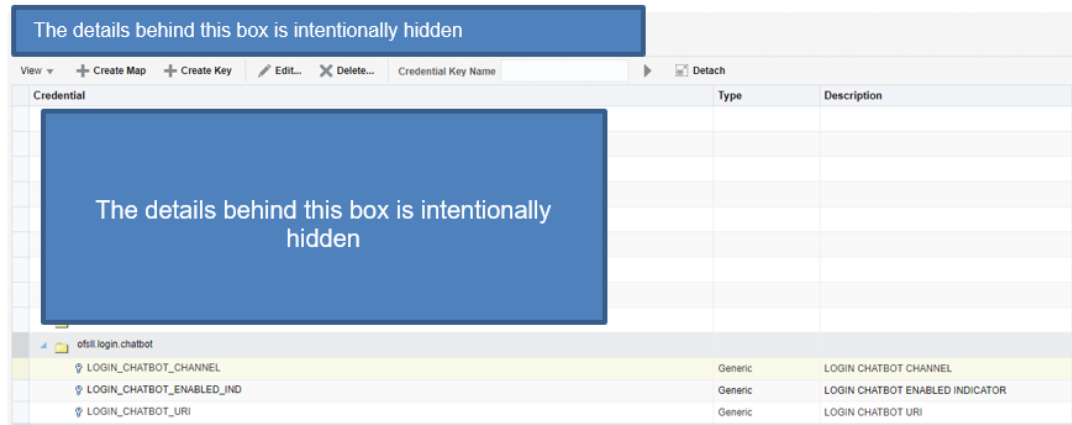 The details behind this box is intentionally hidden
View Create Map Create Key Edit... Delete... Credential Key Name Detach
Credential Type Description
The details behind this box is intentionally
hidden
ofsll.login.chatbot
LOGIN_CHATBOT_CHANNEL Generic LOGIN CHATBOT CHANNEL
LOGIN_CHATBOT_ENABLED_IND Generic LOGIN CHATBOT ENABLED INDICATOR
LOGIN_CHATBOT_URI Generic LOGIN CHATBOT URI